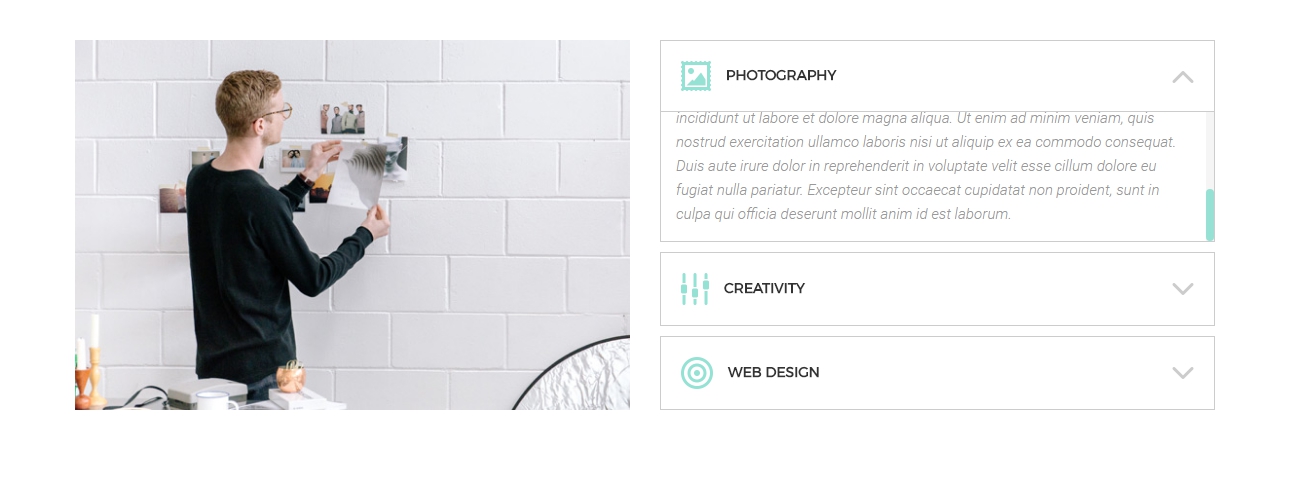 PHOTOGRAPHY
incididunt ut labore et dolore magna aliqua. Ut enim ad minim veniam, quis
nostrud exercitation ullamco laboris nisi ut aliquip ex ea commodo consequat.
Duis aute irure dolor in reprehenderit in voluptate velit esse cillum dolore eu
fugiat nulla pariatur. Excepteur sint occaecat cupidatat non proident, sunt in
culpa qui officia deserunt mollit anim id est laborum.
CREATIVITY
WEB DESIGN